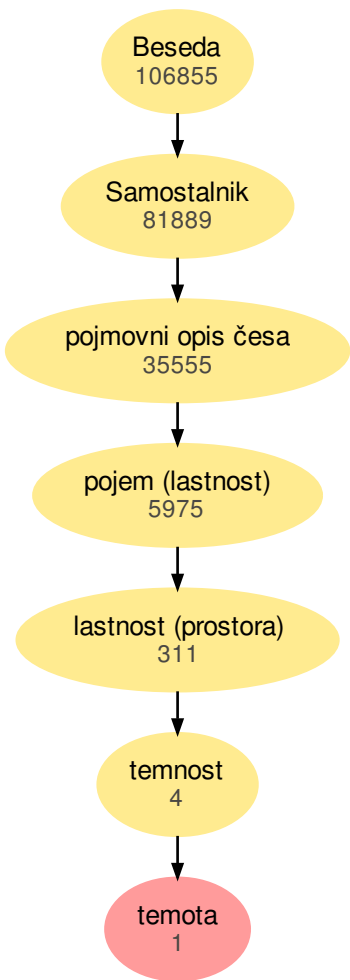 Beseda
106855
Samostalnik
81889
pojmovni opis česa
35555
pojem (lastnost)
5975
lastnost (prostora)
311
temnost
4
temota
1